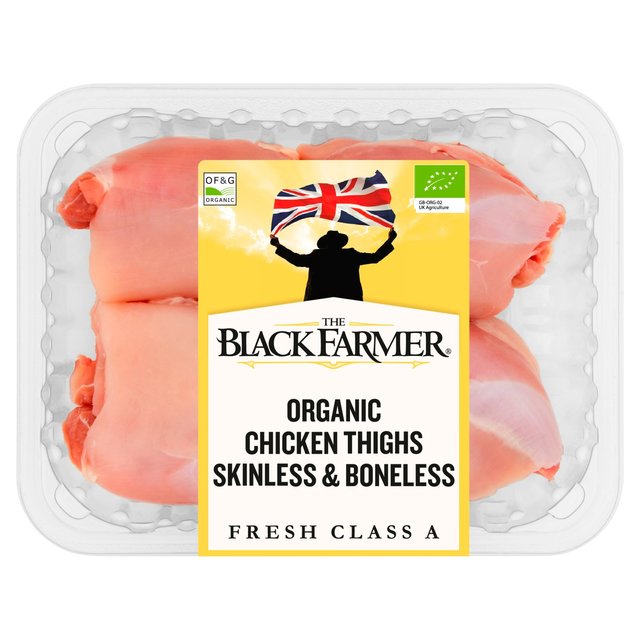 OF&G
ORGANIC
GB-ORG-02
UK Agriculture
THE
BLACK FARMER®
ORGANIC
CHICKEN THIGHS
SKINLESS & BONELESS
FRESH CLASS A